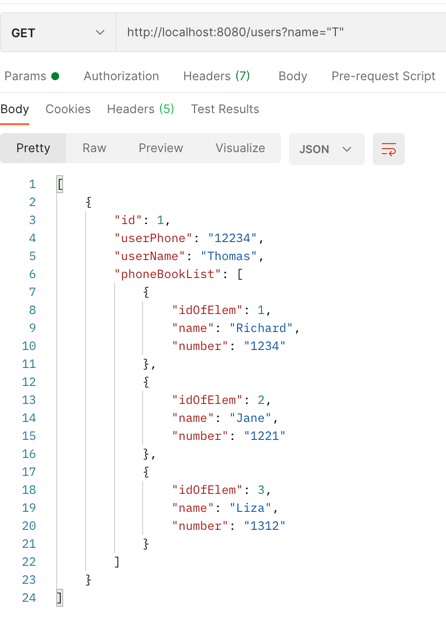 GET http://localhost:8080/users?name="T"
Params Authorization Headers (7) Body Pre-request Script
Body Cookies Headers (5) Test Results
Pretty Raw Preview Visualize JSON
1 [
2 {
3 "id": 1,
4 "userPhone": "12234",
5 "userName": "Thomas",
6 "phoneBookList": [
7 {
8 "idOfElem": 1,
9 "name": "Richard",
10 "number": "1234"
11 },
12 {
13 "idOfElem": 2,
14 "name": "Jane",
15 "number": "1221"
16 },
17 {
18 "idOfElem": 3,
19 "name": "Liza",
20 "number": "1312"
21 }
22 ]
23 }
24 ]